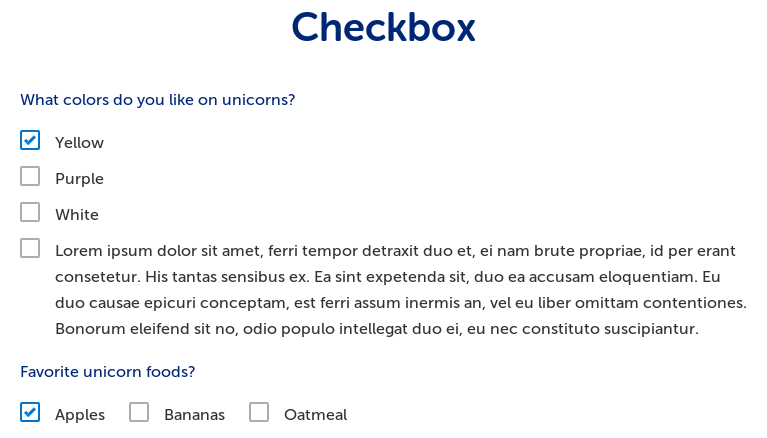 Checkbox
What colors do you like on unicorns?
Yellow
Purple
White
Lorem ipsum dolor sit amet, ferri tempor detraxit duo et, ei nam brute propriae, id per erant
consetetur. His tantas sensibus ex. Ea sint expetenda sit, duo ea accusam eloquentiam. Eu
duo causae epicuri conceptam, est ferri assum inermis an, vel eu liber omittam contentiones.
Bonorum eleifend sit no, odio populo intellegat duo ei, eu nec constituto suscipiantur.
Favorite unicorn foods?
Apples Bananas Oatmeal